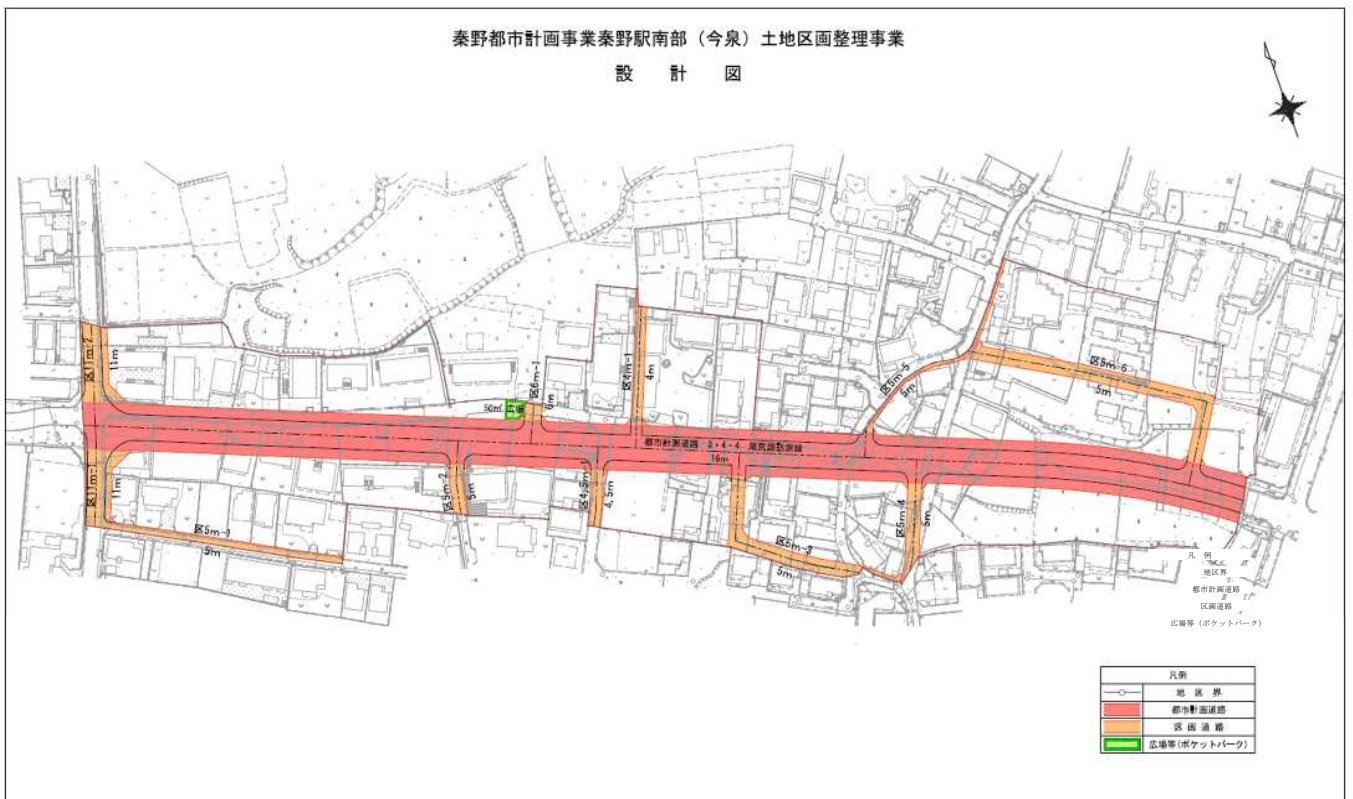 秦野都市計画事業秦野駅南部（今泉）土地区画整理事業
設　計　図
区11m-2
11m
50㎡ 広場
区6m-1
6m
区4m-1
4m
区5m-5
5m
区5m-6
5m
都市計画道路　3・4・4
16m
区11m-1
11m
区5m-1
5m
区5m-2
5m
区4.5m-1
4.5m
区5m-3
5m
区5m-4
5m
凡　例
地区界
都市計画道路
区画道路
広場等（ポケットパーク）
凡例
地　区　界
都市計画道路
区 画 道 路
広場等(ポケットパーク)